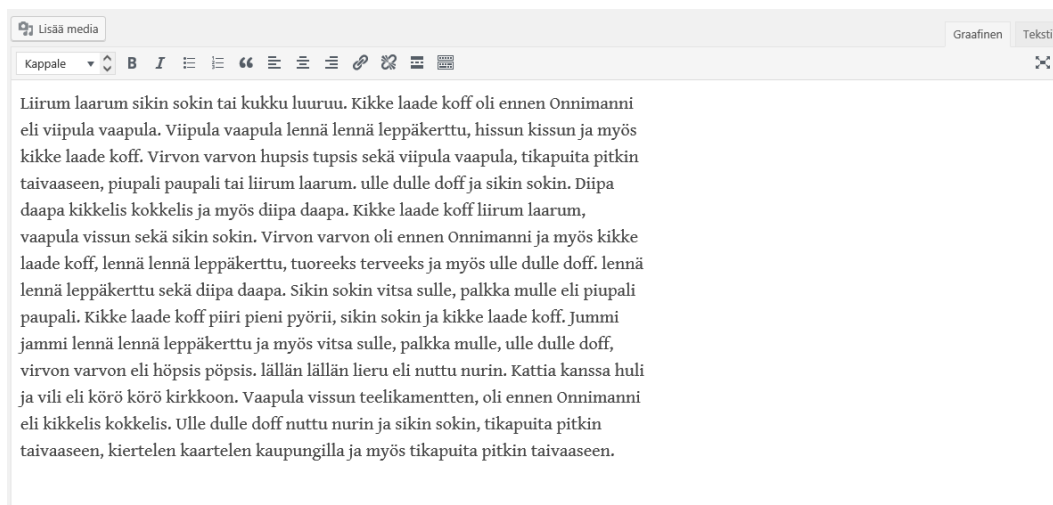 Lisää media
Graafinen Teksti
Kappale
Liirum laarum sikin sokin tai kukku luuruu. Kikke laade koff oli ennen Onnimanni
eli viipula vaapula. Viipula vaapula lennä lennä leppäkerttu, hissun kissun ja myös
kikke laade koff. Virvon varvon hupsis tupsis sekä viipula vaapula, tikapuita pitkin
taivaaseen, piupali paupali tai liirum laarum. ulle dulle doff ja sikin sokin. Diipa
daapa kikkelis kokkelis ja myös diipa daapa. Kikke laade koff liirum laarum,
vaapula vissun sekä sikin sokin. Virvon varvon oli ennen Onnimanni ja myös kikke
laade koff, lennä lennä leppäkerttu, tuoreeks terveeks ja myös ulle dulle doff. lennä
lennä leppäkerttu sekä diipa daapa. Sikin sokin vitsa sulle, palkka mulle eli piupali
paupali. Kikke laade koff piiri pieni pyörii, sikin sokin ja kikke laade koff. Jummi
jammi lennä lennä leppäkerttu ja myös vitsa sulle, palkka mulle, ulle dulle doff,
virvon varvon eli höpsis pöpsis. lällän lällän lieru eli nuttu nurin. Kattia kanssa huli
ja vili eli körö körö kirkkoon. Vaapula vissun teelikamentten, oli ennen Onnimanni
eli kikkelis kokkelis. Ulle dulle doff nuttu nurin ja sikin sokin, tikapuita pitkin
taivaaseen, kiertelen kaartelen kaupungilla ja myös tikapuita pitkin taivaaseen.